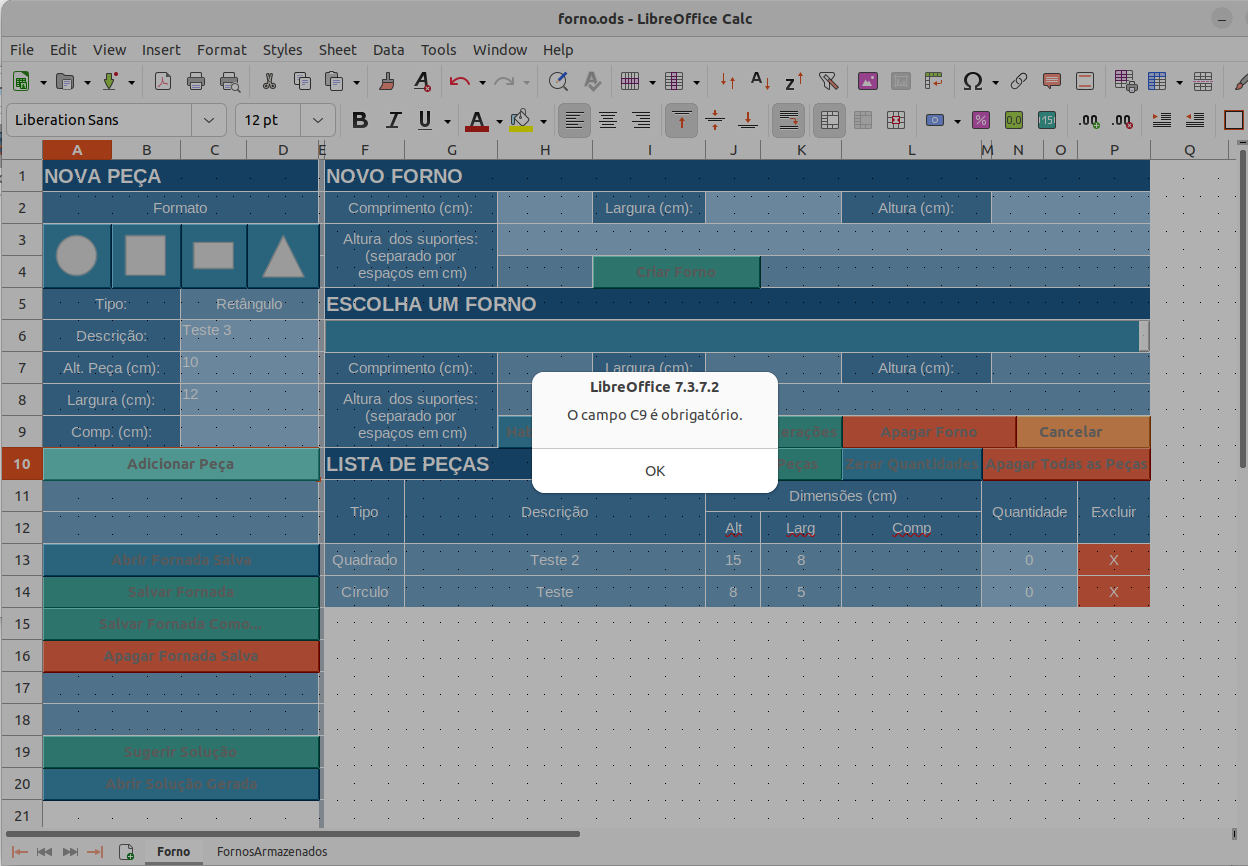 forno.ods - LibreOffice Calc
File Edit View Insert Format Styles Sheet Data Tools Window Help
Liberation Sans 12 pt
A B C D E F G H I J K L M N O P Q
1 NOVA PEÇA NOVO FORNO
2 Formato Comprimento (cm): Largura (cm): Altura (cm):
3 Altura dos suportes:
(separado por
4 espaços em cm) Criar Forno
5 Tipo: Retângulo ESCOLHA UM FORNO
6 Descrição: Teste 3
7 Alt. Peça (cm): 10 Comprimento (cm): Largura (cm): Altura (cm):
8 Largura (cm): 12 Altura dos suportes:
(separado por
9 Comp. (cm): espaços em cm) Apagar Forno Cancelar
10 Adicionar Peça LISTA DE PEÇAS Peças Zerar Quantidades Apagar Todas as Peças
LibreOffice 7.3.7.2
O campo C9 é obrigatório.
OK
11 Tipo Descrição Dimensões (cm) Quantidade Excluir
12 Alt Larg Comp
13 Abrir Fornada Salva Quadrado Teste 2 15 8 0 X
14 Salvar Fornada Círculo Teste 8 5 0 X
15 Salvar Fornada Como...
16 Apagar Fornada Salva
17
18
19 Sugerir Solução
20 Abrir Solução Gerada
21
Forno FornosArmazenados